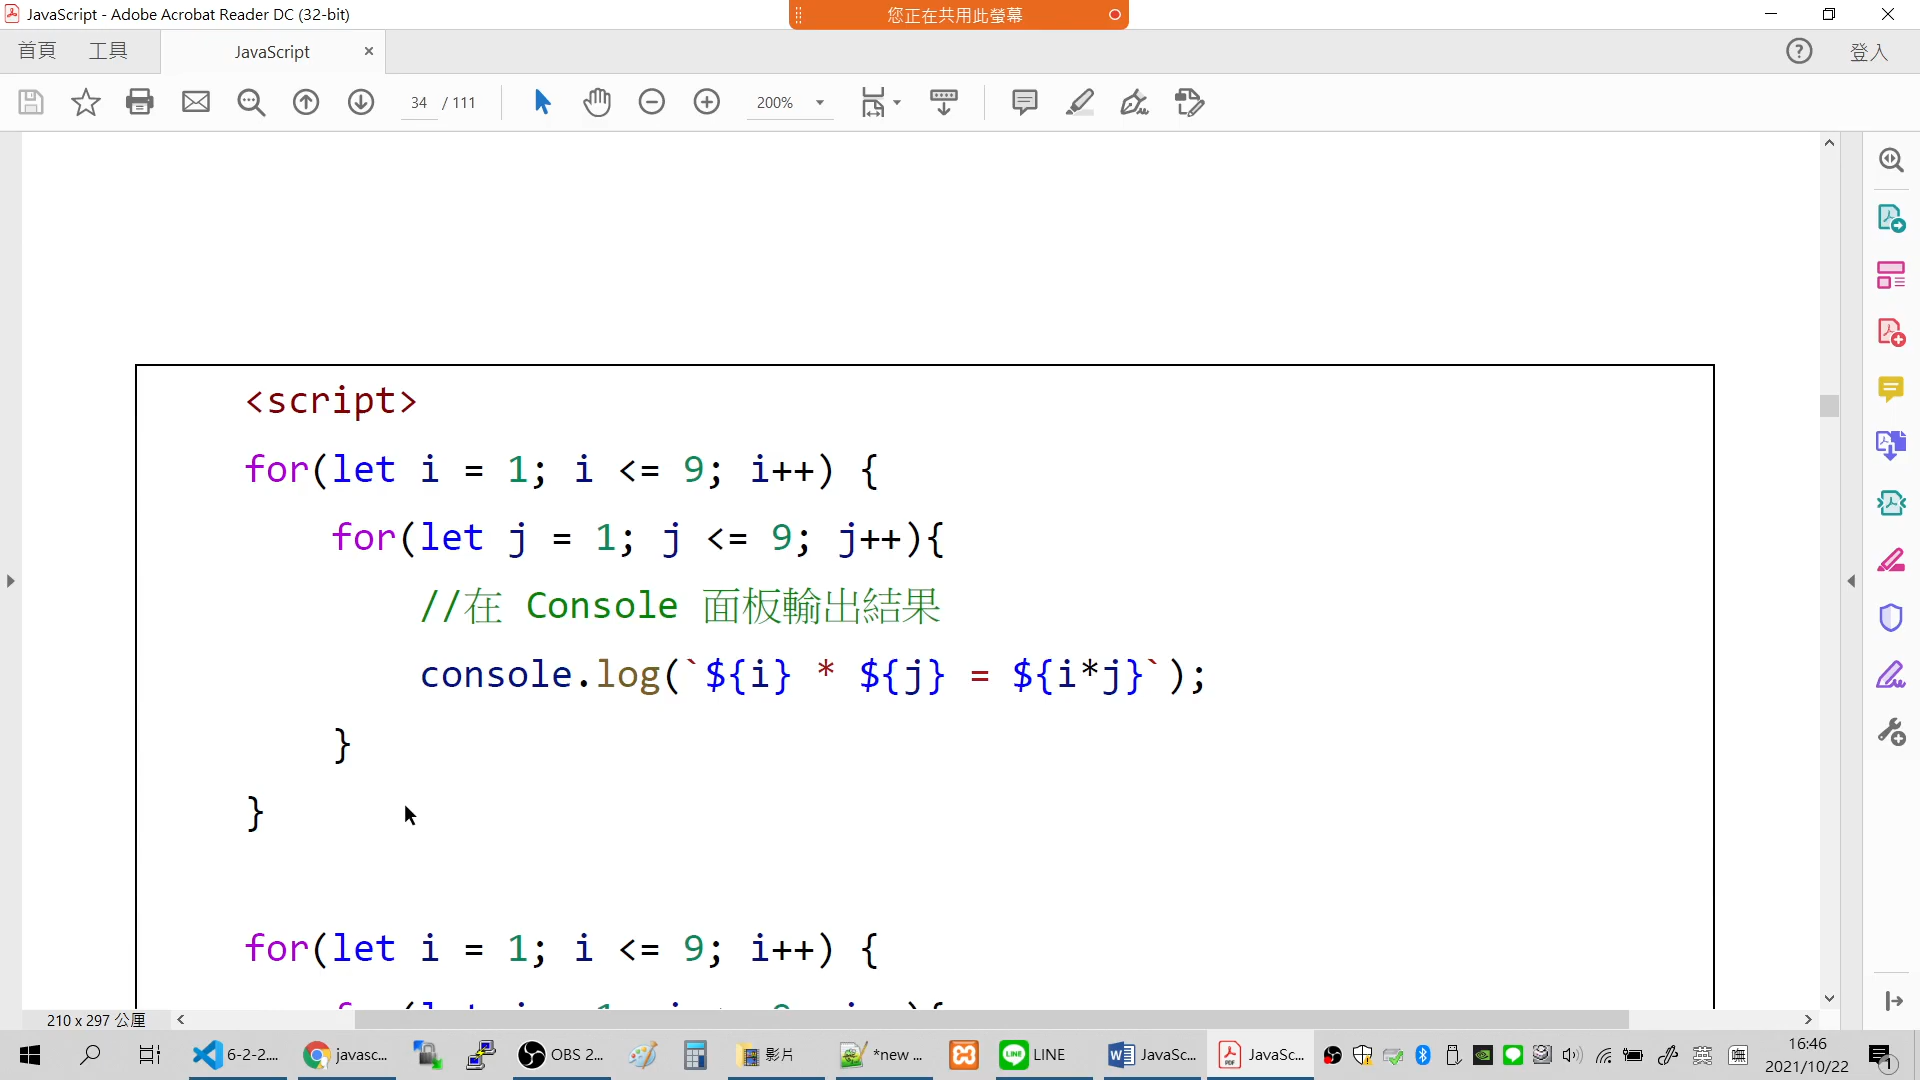 JavaScript - Adobe Acrobat Reader DC (32-bit)
您正在共用此螢幕
首頁 工具 JavaScript × 登入
34 / 111 200%
<script>
for(let i = 1; i <= 9; i++) {
for(let j = 1; j <= 9; j++){
//在 Console 面板輸出結果
console.log(`${i} * ${j} = ${i*j}`);
}
}
for(let i = 1; i <= 9; i++) {
210 x 297 公厘
6-2-2.... javasc... OBS 2... 影片 *new ... LINE JavaSc... JavaSc... 英 16:46
2021/10/22
1